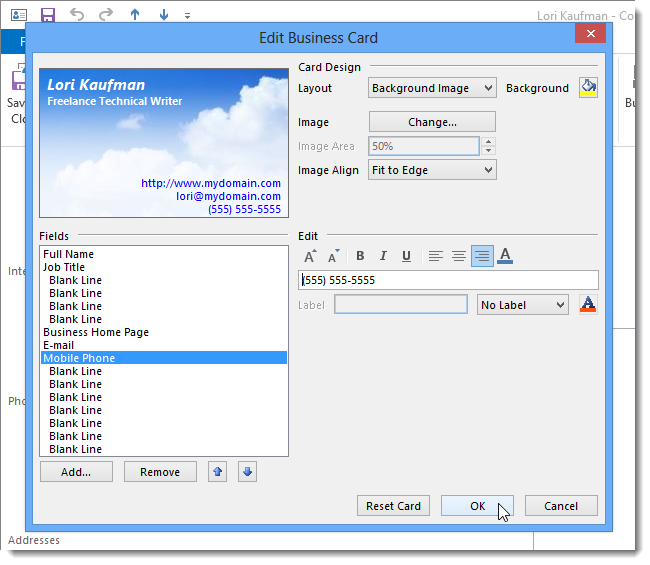 Lori Kaufman - Co
F
Edit Business Card
Save
Clo
Bu
Lori Kaufman
Freelance Technical Writer
http://www.mydomain.com
lori@mydomain.com
(555) 555-5555
Card Design
Layout
Background Image
Background
Image
Change...
Image Area
50%
Image Align
Fit to Edge
Fields
Full Name
Job Title
Blank Line
Blank Line
Blank Line
Blank Line
Business Home Page
E-mail
Mobile Phone
Blank Line
Blank Line
Blank Line
Blank Line
Blank Line
Blank Line
Blank Line
Add...
Remove
Edit
A A B I U A
(555) 555-5555
Label
No Label
A
Inte
Pho
Reset Card
OK
Cancel
Addresses